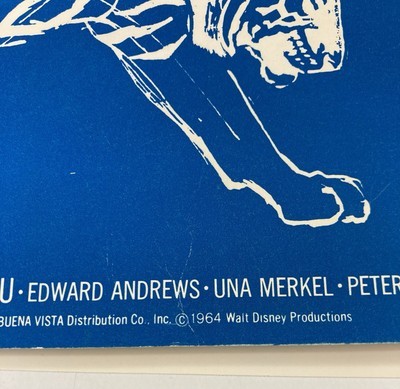 U · EDWARD ANDREWS · UNA MERKEL · PETER
BUENA VISTA Distribution Co., Inc. © 1964 Walt Disney Productions